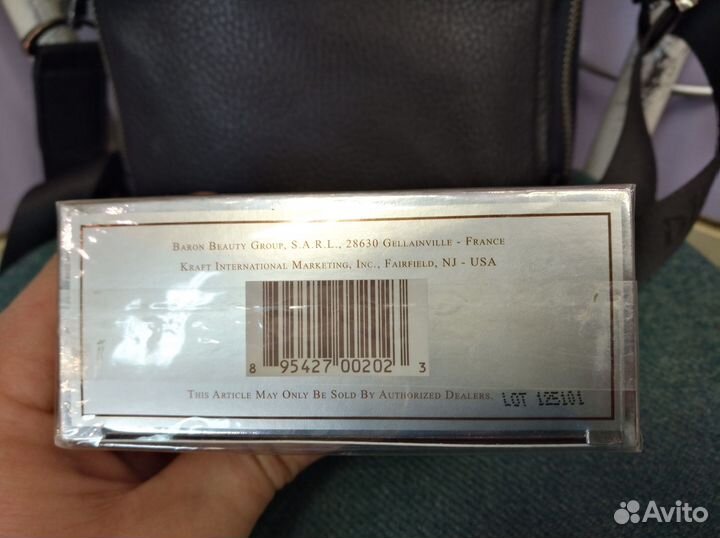 Baron Beauty Group, S.A.R.L., 28630 Gellainville - France
Kraft International Marketing, Inc., Fairfield, NJ - USA
8 95427 00202 3
This Article May Only Be Sold By Authorized Dealers. LOT 125101
Avito